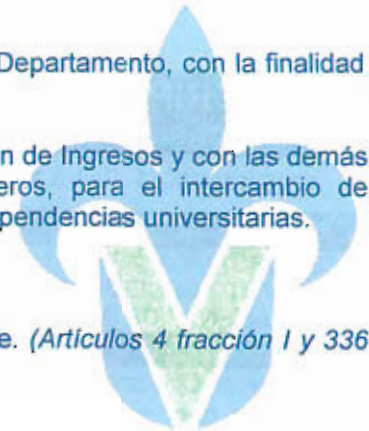 Departamento, con la finalidad
n de Ingresos y con las demás
eros, para el intercambio de
pendencias universitarias.
e. (Artículos 4 fracción I y 336